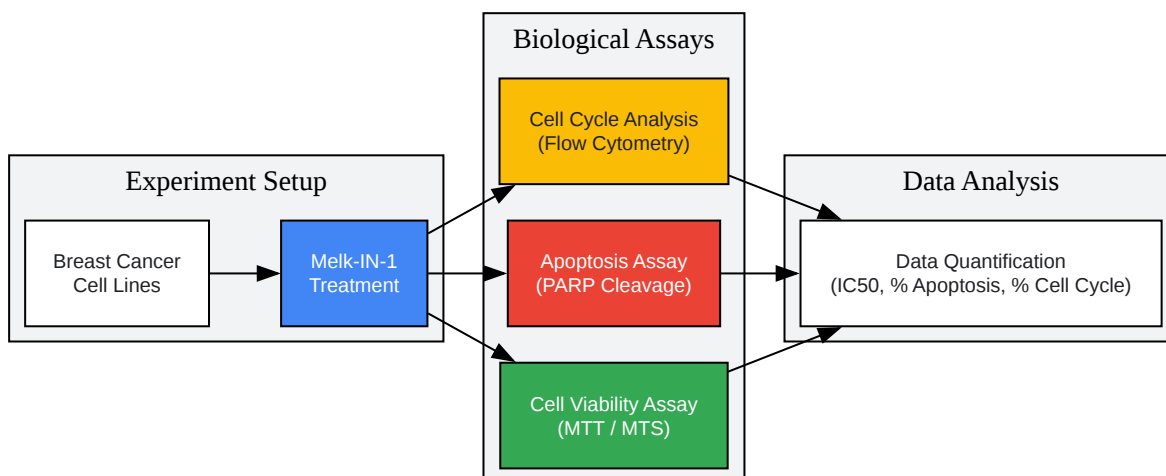 Experiment Setup
Breast Cancer
Cell Lines
Melk-IN-1
Treatment
Biological Assays
Cell Cycle Analysis
(Flow Cytometry)
Apoptosis Assay
(PARP Cleavage)
Cell Viability Assay
(MTT / MTS)
Data Analysis
Data Quantification
(IC50, % Apoptosis, % Cell Cycle)